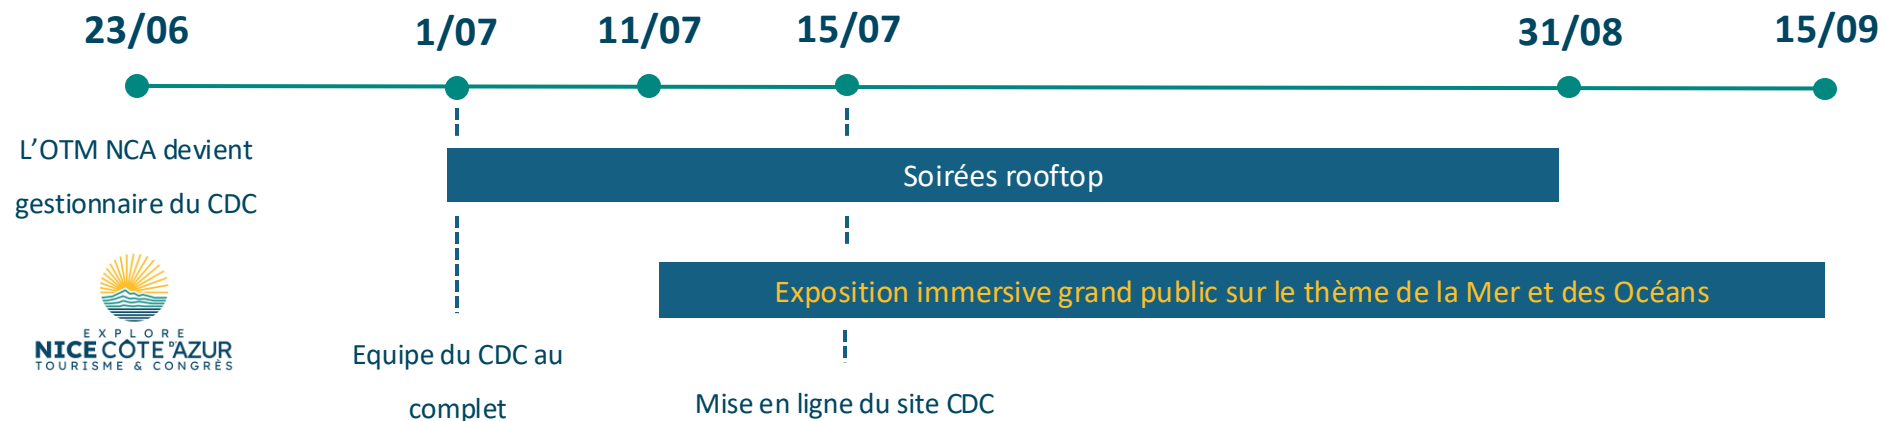 23/06
1/07
11/07
15/07
31/08
15/09
L’OTM NCA devient
gestionnaire du CDC
Soirées rooftop
Exposition immersive grand public sur le thème de la Mer et des Océans
EXPLORE
NICE CÔTE D'AZUR
TOURISME & CONGRÈS
Equipe du CDC au
complet
Mise en ligne du site CDC